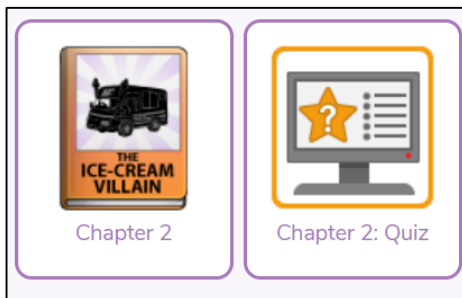 THE
ICE-CREAM
VILLAIN
Chapter 2
?
Chapter 2: Quiz